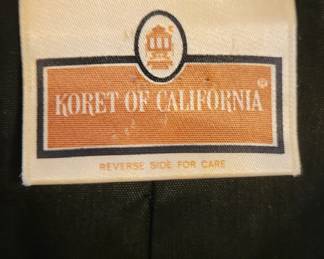 KORET OF CALIFORNIA ®
REVERSE SIDE FOR CARE